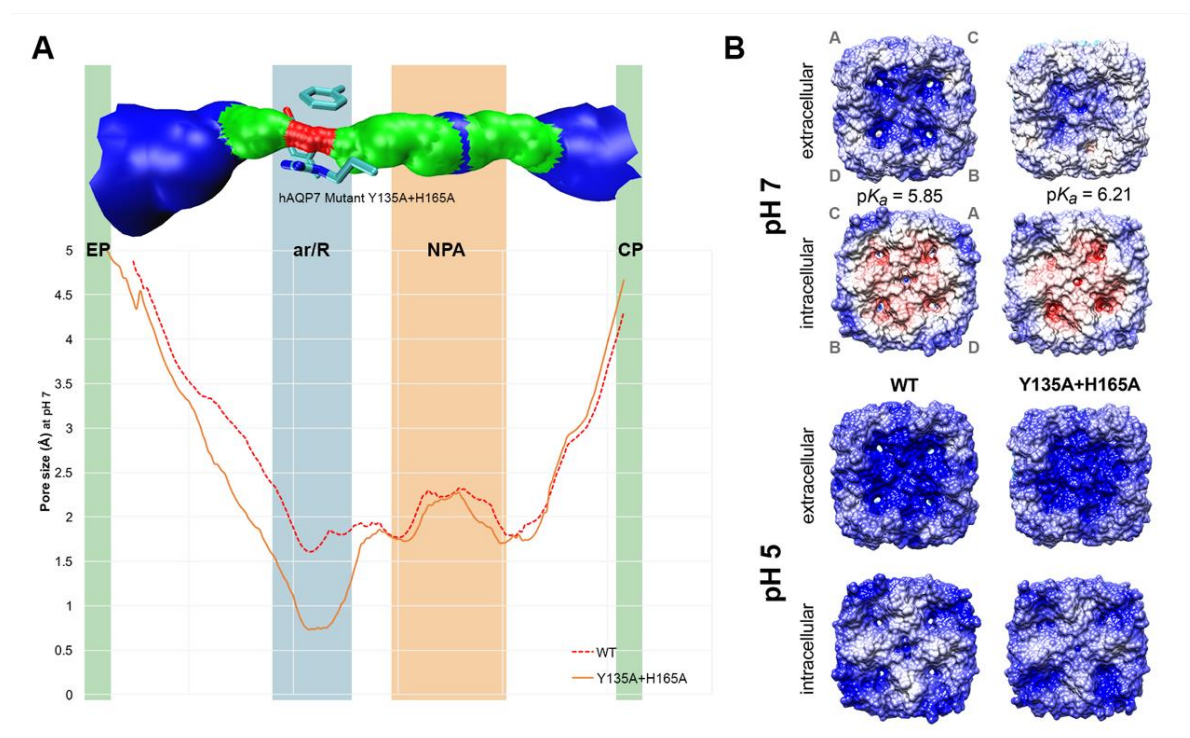 A
hAQP7 Mutant Y135A+H165A
EP
ar/R
NPA
CP
Pore size (Å) at pH 7
5
4.5
4
3.5
3
2.5
2
1.5
1
0.5
0
WT
Y135A+H165A
B
pH 7
extracellular
A
C
D
B
pKa = 5.85
pKa = 6.21
intracellular
C
A
B
D
WT
Y135A+H165A
pH 5
extracellular
intracellular